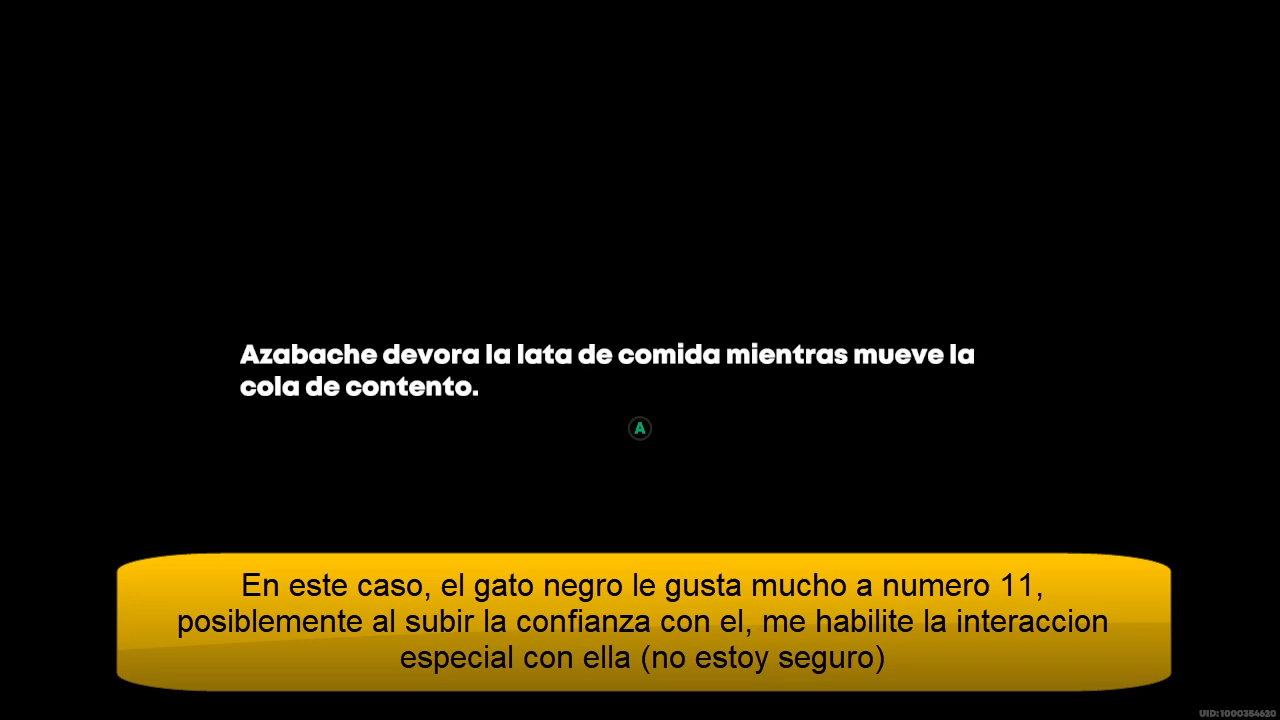 Azabache devora la lata de comida mientras mueve la
cola de contento.
A
En este caso, el gato negro le gusta mucho a numero 11,
posiblemente al subir la confianza con el, me habilite la interaccion
especial con ella (no estoy seguro)
UID: 1000354620